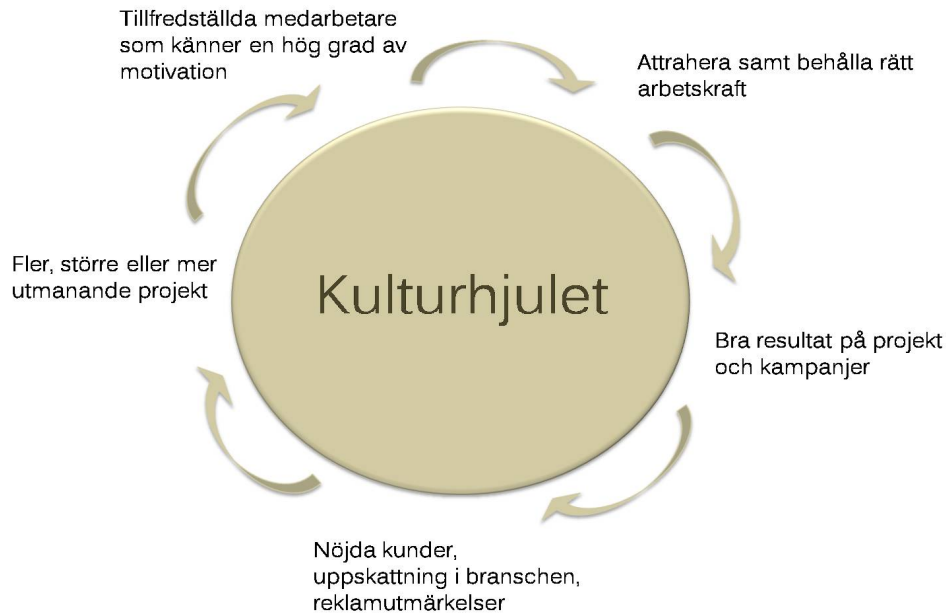 Tillfredställda medarbetare
som känner en hög grad av
motivation
Attrahera samt behålla rätt
arbetskraft
Fler, större eller mer
utmanande projekt
Kulturhjulet
Bra resultat på projekt
och kampanjer
Nöjda kunder,
uppskattning i branschen,
reklamutmärkelser